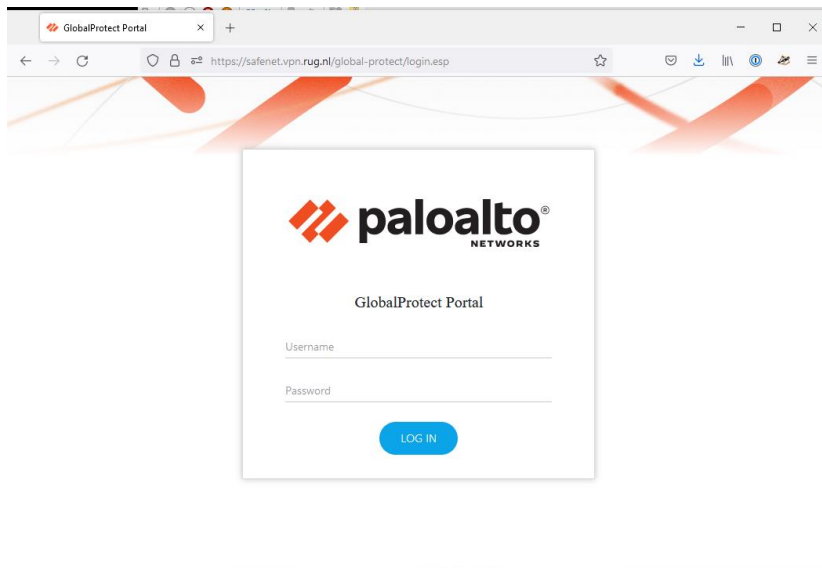 GlobalProtect Portal
https://safenet.vpn.rug.nl/global-protect/login.esp
paloalto®
NETWORKS
GlobalProtect Portal
Username
Password
LOG IN